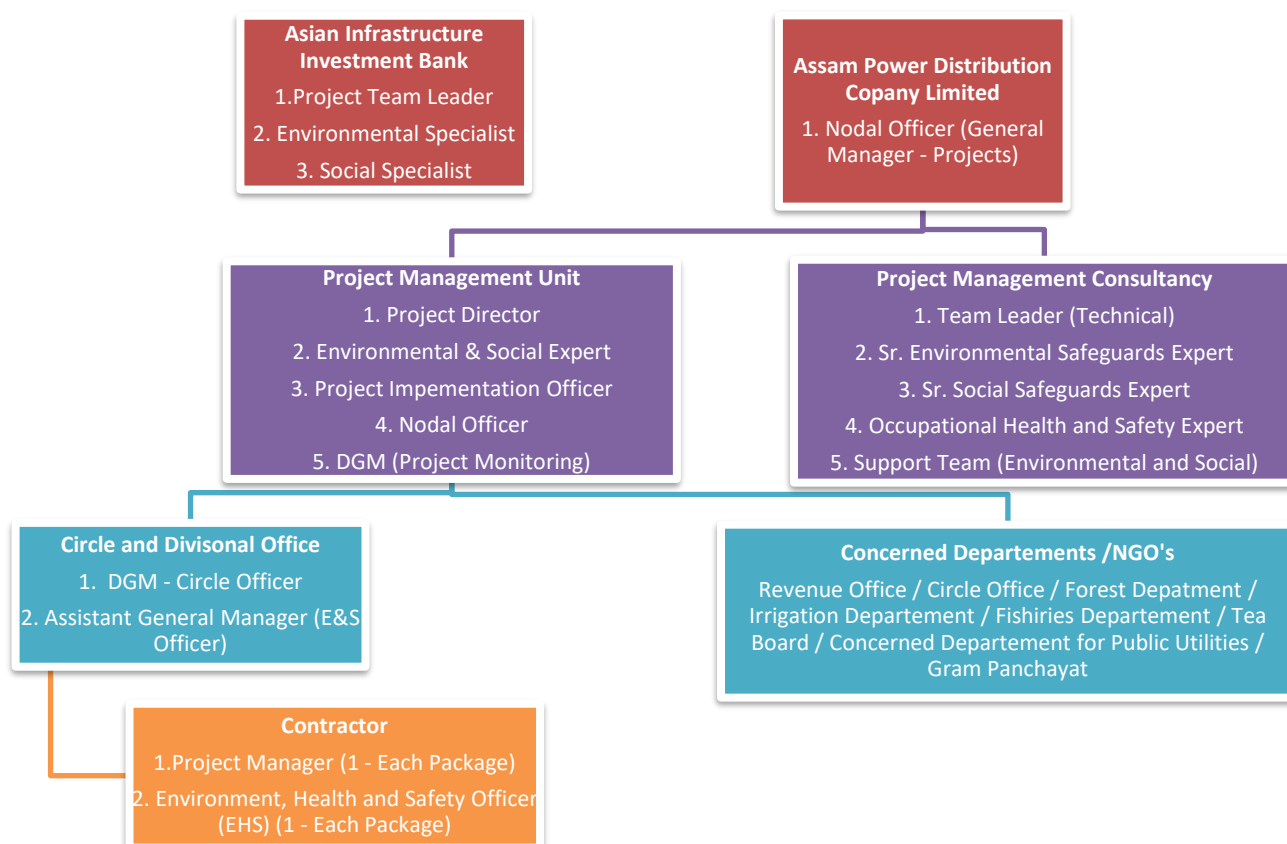 Asian Infrastructure
Investment Bank
1.Project Team Leader
2. Environmental Specialist
3. Social Specialist
Assam Power Distribution
Copany Limited
1. Nodal Officer (General
Manager - Projects)
Project Management Unit
1. Project Director
2. Environmental & Social Expert
3. Project Impementation Officer
4. Nodal Officer
5. DGM (Project Monitoring)
Project Management Consultancy
1. Team Leader (Technical)
2. Sr. Environmental Safeguards Expert
3. Sr. Social Safeguards Expert
4. Occupational Health and Safety Expert
5. Support Team (Environmental and Social)
Circle and Divisonal Office
1. DGM - Circle Officer
2. Assistant General Manager (E&S
Officer)
Concerned Departements /NGO's
Revenue Office / Circle Office / Forest Depatment /
Irrigation Departement / Fishiries Departement / Tea
Board / Concerned Departement for Public Utilities /
Gram Panchayat
Contractor
1.Project Manager (1 - Each Package)
2. Environment, Health and Safety Officer
(EHS) (1 - Each Package)